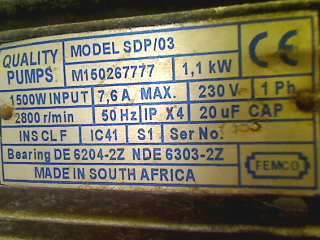 QUALITY PUMPS MODEL SDP/03 CE
M150267777 1,1 kW
1500W INPUT 7,6 A MAX. 230 V 1 Ph
2800 r/min 50 Hz IP X4 20 uF CAP
INS CL F IC41 S1 Ser No.
Bearing DE 6204-2Z NDE 6303-2Z FEMCO
MADE IN SOUTH AFRICA